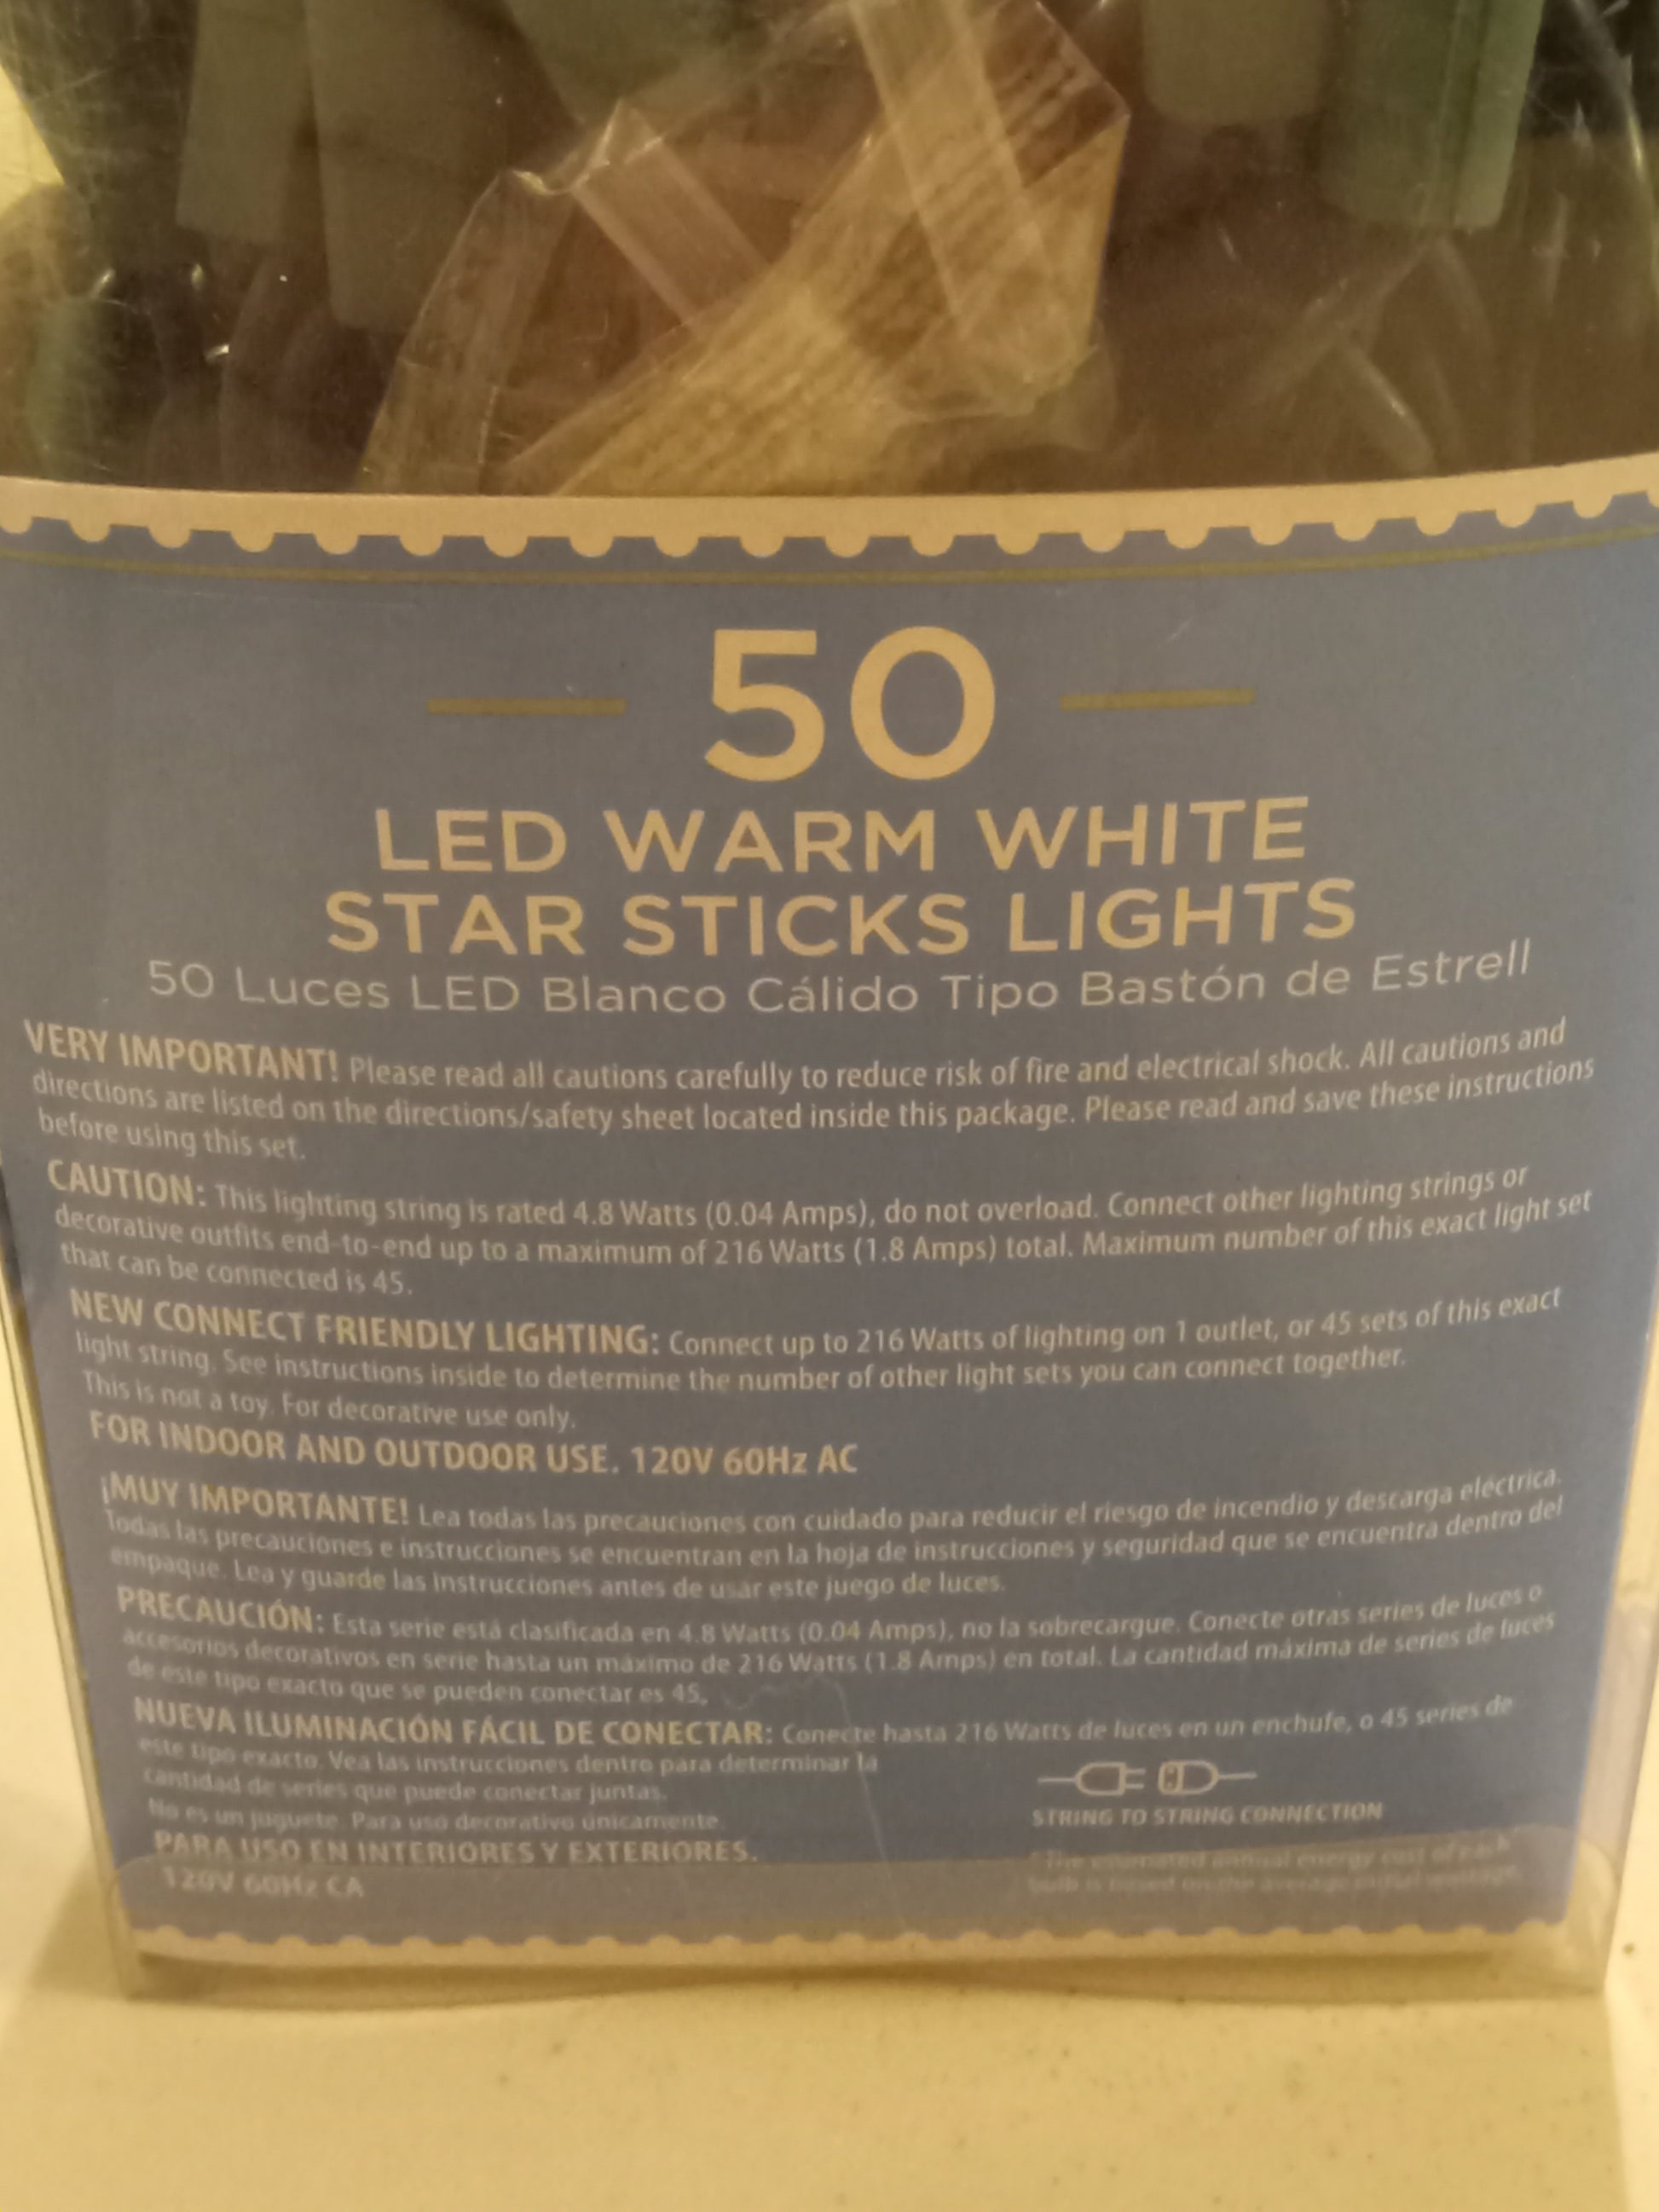 50
LED WARM WHITE
STAR STICKS LIGHTS
50 Luces LED Blanco Cálido Tipo Bastón de Estrell
VERY IMPORTANT! Please read all cautions carefully to reduce risk of fire and electrical shock. All cautions and
directions are listed on the directions/safety sheet located inside this package. Please read and save these instructions
before using this set.
CAUTION: This lighting string is rated 4.8 Watts (0.04 Amps), do not overload. Connect other lighting strings or
decorative outfits end-to-end up to a maximum of 216 Watts (1.8 Amps) total. Maximum number of this exact light set
that can be connected is 45.
NEW CONNECT FRIENDLY LIGHTING: Connect up to 216 Watts of lighting on 1 outlet, or 45 sets of this exact
light string. See instructions inside to determine the number of other light sets you can connect together.
This is not a toy. For decorative use only.
FOR INDOOR AND OUTDOOR USE. 120V 60Hz AC
¡MUY IMPORTANTE! Lea todas las precauciones con cuidado para reducir el riesgo de incendio y descarga eléctrica.
Todas las precauciones e instrucciones se encuentran en la hoja de instrucciones y seguridad que se encuentra dentro del
empaque. Lea y guarde las instrucciones antes de usar este juego de luces.
PRECAUCIÓN: Esta serie está clasificada en 4.8 Watts (0.04 Amps), no la sobrecargue. Conecte otras series de luces o
accesorios decorativos en serie hasta un máximo de 216 Watts (1.8 Amps) en total. La cantidad máxima de series de luces
de este tipo exacto que se pueden conectar es 45.
NUEVA ILUMINACIÓN FÁCIL DE CONECTAR: Conecte hasta 216 Watts de luces en un enchufe, o 45 series de
este tipo exacto. Vea las instrucciones dentro para determinar la
cantidad de series que puede conectar juntas.
No es un juguete. Para uso decorativo únicamente.
PARA USO EN INTERIORES Y EXTERIORES.
120V 60Hz CA
STRING TO STRING CONNECTION
*The estimated annual energy cost of each
bulb is based on the average actual wattage.